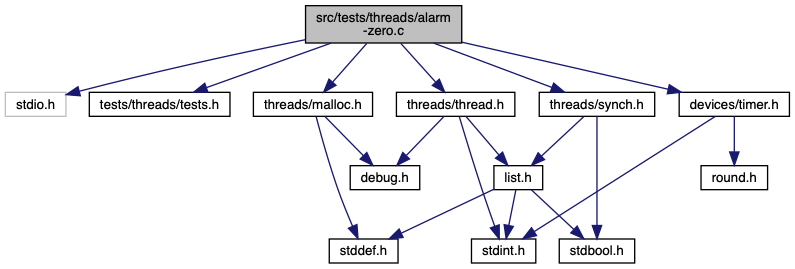 src/tests/threads/alarm
-zero.c
stdio.h
tests/threads/tests.h
threads/malloc.h
threads/thread.h
threads/synch.h
devices/timer.h
debug.h
list.h
round.h
stddef.h
stdint.h
stdbool.h